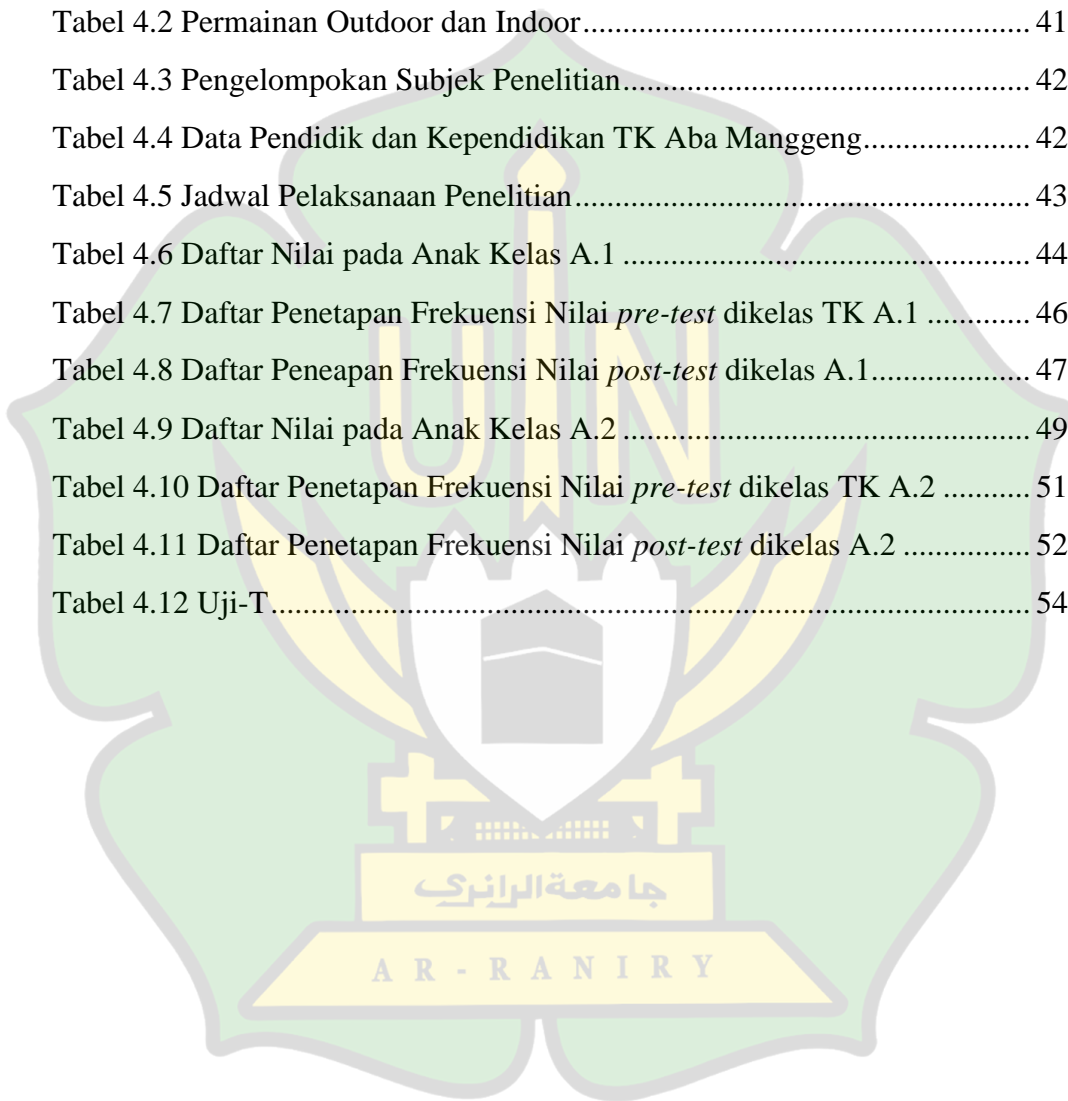 Tabel 4.2 Permainan Outdoor dan Indoor.......................................................... 41
Tabel 4.3 Pengelompokan Subjek Penelitian..................................................... 42
Tabel 4.4 Data Pendidik dan Kependidikan TK Aba Manggeng..................... 42
Tabel 4.5 Jadwal Pelaksanaan Penelitian........................................................... 43
Tabel 4.6 Daftar Nilai pada Anak Kelas A.1 ..................................................... 44
Tabel 4.7 Daftar Penetapan Frekuensi Nilai pre-test dikelas TK A.1 ............. 46
Tabel 4.8 Daftar Peneapan Frekuensi Nilai post-test dikelas A.1.................... 47
Tabel 4.9 Daftar Nilai pada Anak Kelas A.2 ..................................................... 49
Tabel 4.10 Daftar Penetapan Frekuensi Nilai pre-test dikelas TK A.2 ........... 51
Tabel 4.11 Daftar Penetapan Frekuensi Nilai post-test dikelas A.2 ................ 52
Tabel 4.12 Uji-T.................................................................................................. 54
UIN
جامعة الرانري
AR-RANIRY